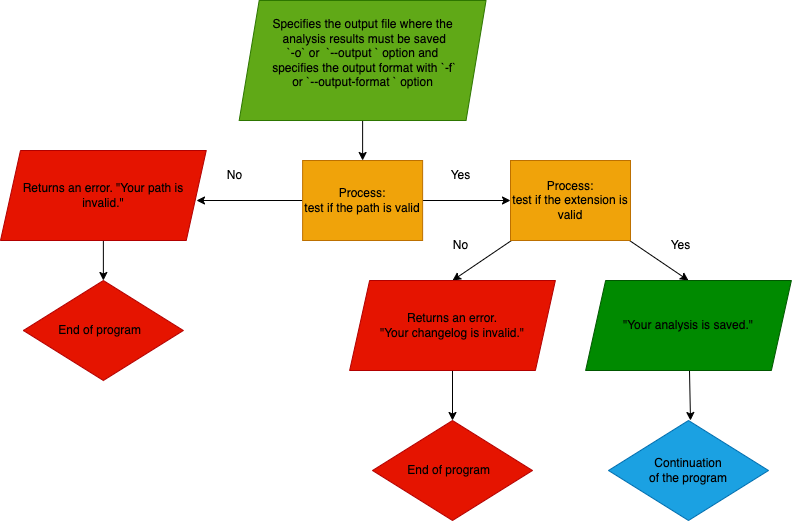 Specifies the output file where the
analysis results must be saved
`-o` or `--output ` option and
specifies the output format with `-f`
or `--output-format ` option
Returns an error. "Your path is
invalid."
No
Process:
test if the path is valid
Yes
Process:
test if the extension is
valid
No
Yes
End of program
Returns an error.
"Your changelog is invalid."
"Your analysis is saved."
End of program
Continuation
of the program